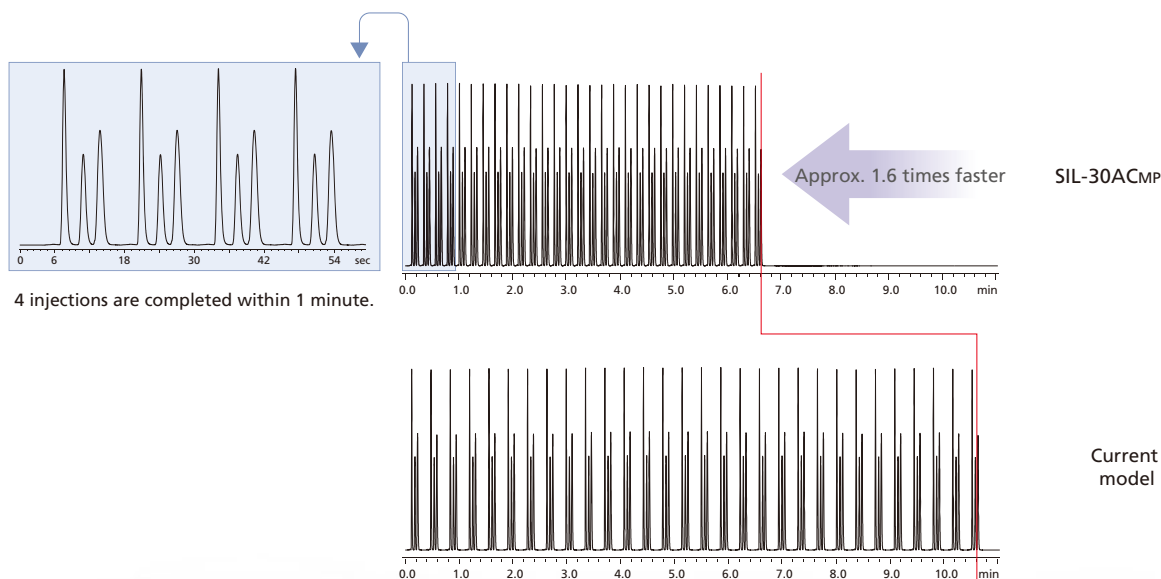 0 6 18 30 42 54 sec
4 injections are completed within 1 minute.
0.0 1.0 2.0 3.0 4.0 5.0 6.0 7.0 8.0 9.0 10.0 min
Approx. 1.6 times faster
SIL-30ACMP
0.0 1.0 2.0 3.0 4.0 5.0 6.0 7.0 8.0 9.0 10.0 min
Current
model